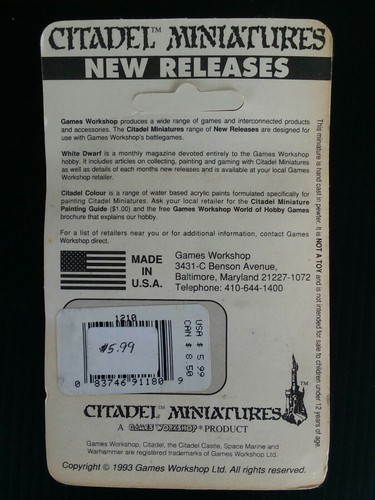 CITADEL™ MINIATURES
NEW RELEASES
Games Workshop produces a wide range of games and interconnected products
and accessories. The Citadel Miniatures range of New Releases are designed for
use with Games Workshop's battlegames.
White Dwarf is a monthly magazine devoted entirely to the Games Workshop
hobby. It includes articles on collecting, painting and gaming with Citadel Miniatures
as well as details of each months new releases and is available at your local Games
Workshop retailer.
Citadel Colour is a range of water based acrylic paints formulated specifically for
painting Citadel Miniatures. Ask your local retailer for the Citadel Miniature
Painting Guide ($1.00) and the free Games Workshop World of Hobby Games
brochure that explains our hobby.
For a list of retailers near you or for additional information, contact Games
Workshop direct.
This miniature is hand cast in pewter. It is NOT A TOY and is not intended for sale to children under 12 years of age.
MADE
IN
U.S.A.
Games Workshop
3431-C Benson Avenue,
Baltimore, Maryland 21227-1072
Telephone: 410-644-1400
1210
$5.99
0 83746 91180 9
USA $ 5.99
CAN $ 8.50
CITADEL™ MINIATURES
™
A GAMES WORKSHOP® PRODUCT
Games Workshop, Citadel, the Citadel Castle, Space Marine and
Warhammer are registered trademarks of Games Workshop Ltd.
Copyright © 1993 Games Workshop Ltd. All rights reserved.